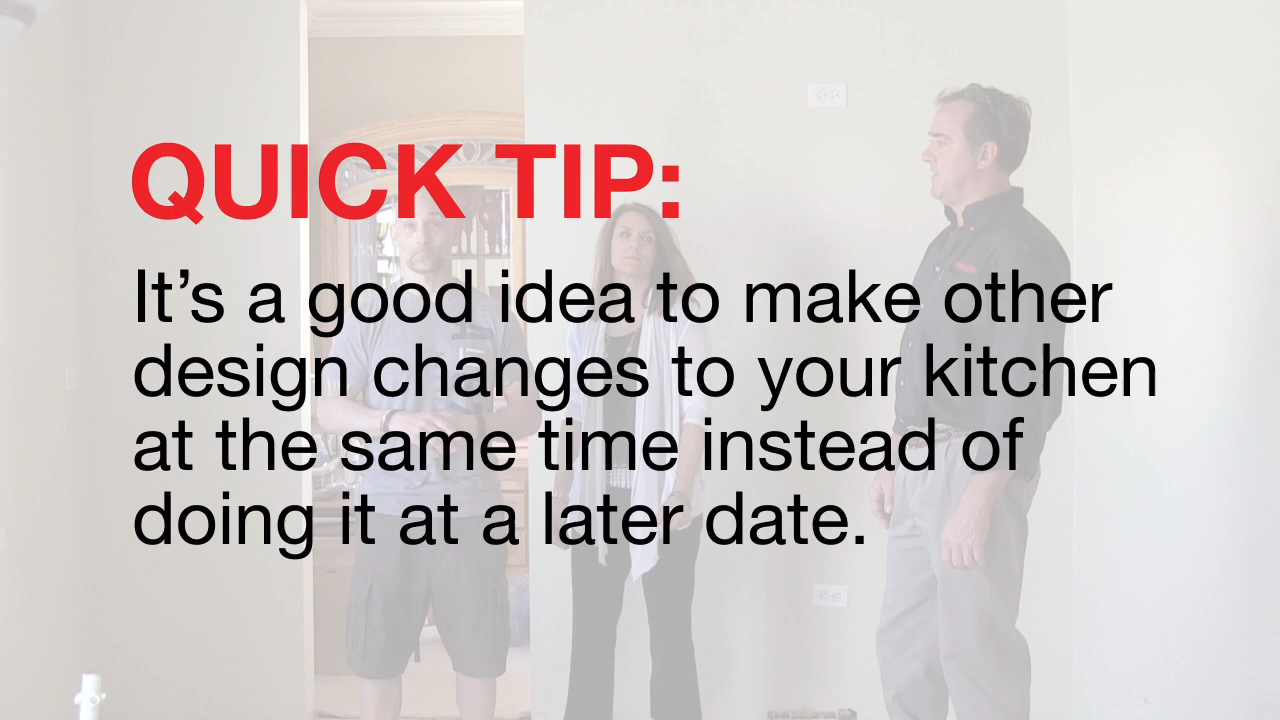 QUICK TIP:
It’s a good idea to make other
design changes to your kitchen
at the same time instead of
doing it at a later date.